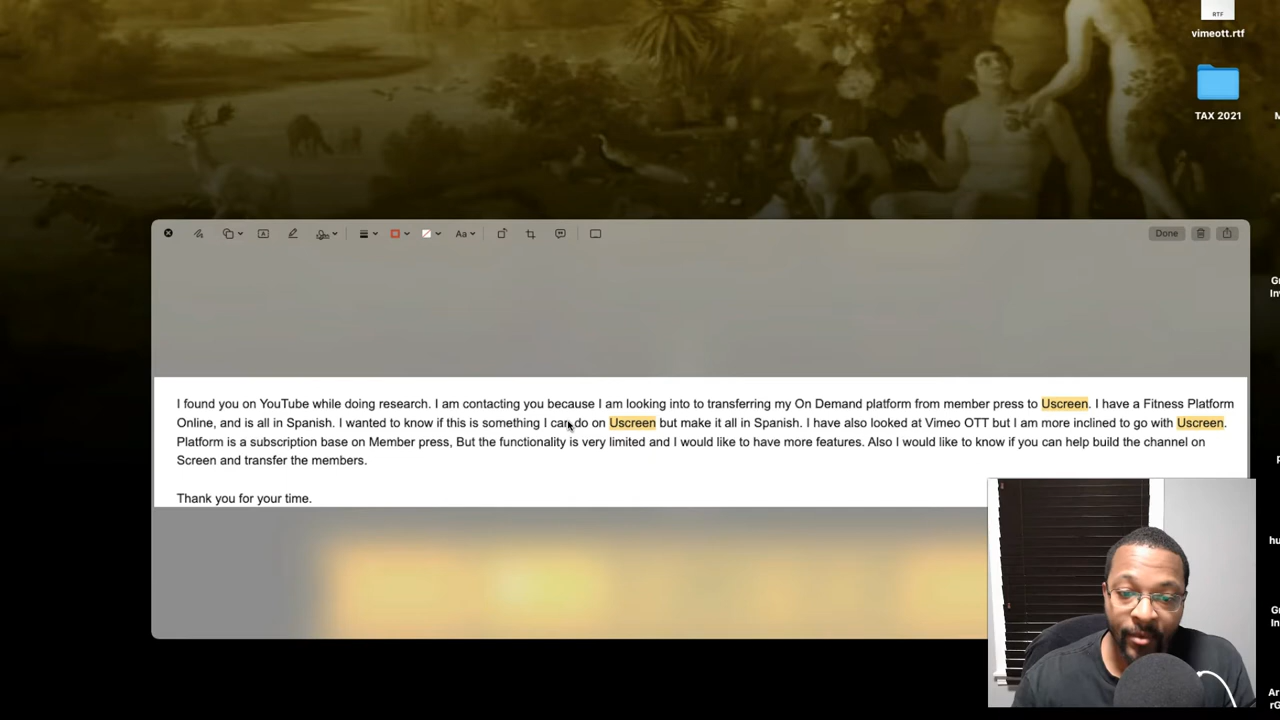 RTF
vimeott.rtf
TAX 2021
Aa
Done
I found you on YouTube while doing research. I am contacting you because I am looking into to transferring my On Demand platform from member press to Uscreen. I have a Fitness Platform
Online, and is all in Spanish. I wanted to know if this is something I can do on Uscreen but make it all in Spanish. I have also looked at Vimeo OTT but I am more inclined to go with Uscreen.
Platform is a subscription base on Member press, But the functionality is very limited and I would like to have more features. Also I would like to know if you can help build the channel on
Screen and transfer the members.
Thank you for your time.